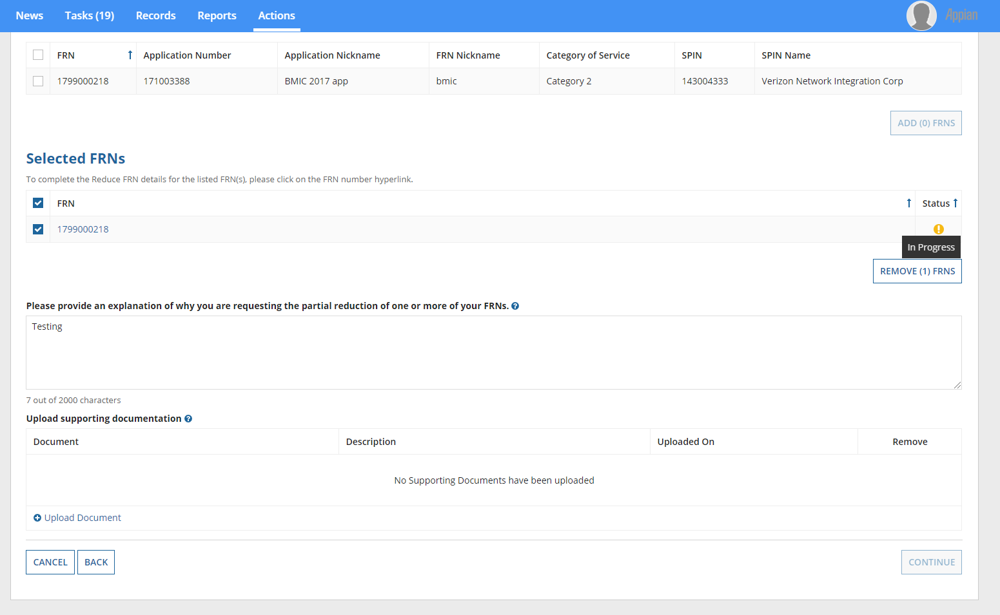 News Tasks (19) Records Reports Actions Appian
FRN Application Number Application Nickname FRN Nickname Category of Service SPIN SPIN Name
1799000218 171003388 BMIC 2017 app bmic Category 2 143004333 Verizon Network Integration Corp
ADD (0) FRNS
Selected FRNs
To complete the Reduce FRN details for the listed FRN(s), please click on the FRN number hyperlink.
FRN Status
1799000218
In Progress
REMOVE (1) FRNS
Please provide an explanation of why you are requesting the partial reduction of one or more of your FRNs.
Testing
7 out of 2000 characters
Upload supporting documentation
Document Description Uploaded On Remove
No Supporting Documents have been uploaded
Upload Document
CANCEL BACK CONTINUE